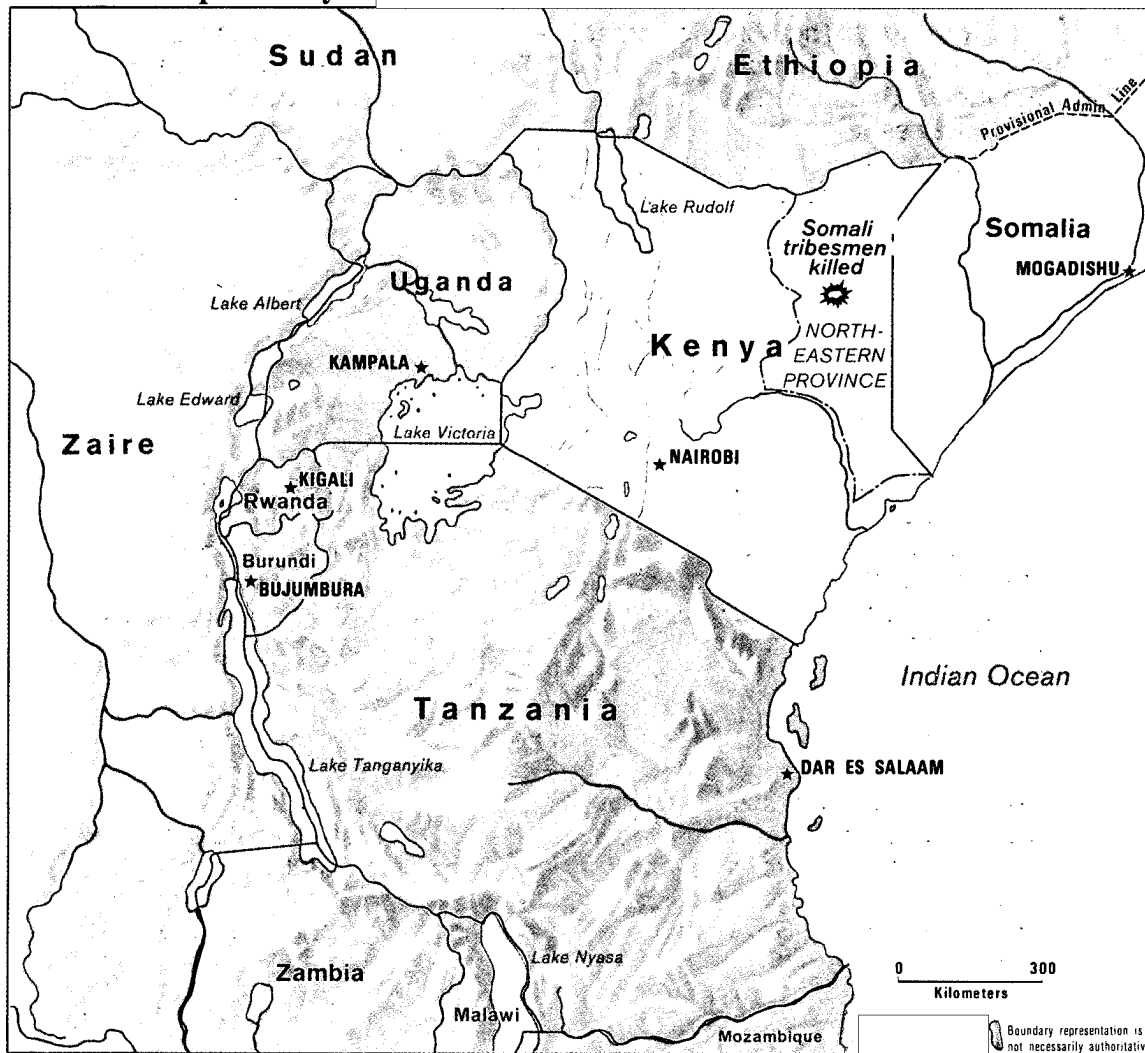 Sudan
Ethiopia
Provisional Admin Line
Lake Rudolf
Somali
tribesmen
killed
Somalia
MOGADISHU
Uganda
Lake Albert
Kenya
NORTH-
EASTERN
PROVINCE
KAMPALA
Lake Edward
Lake Victoria
Zaire
NAIROBI
KIGALI
Rwanda
Burundi
BUJUMBURA
Indian Ocean
Tanzania
Lake Tanganyika
DAR ES SALAAM
Lake Nyasa
Zambia
0 300
Kilometers
Malawi
Mozambique
Boundary representation is
not necessarily authoritativ